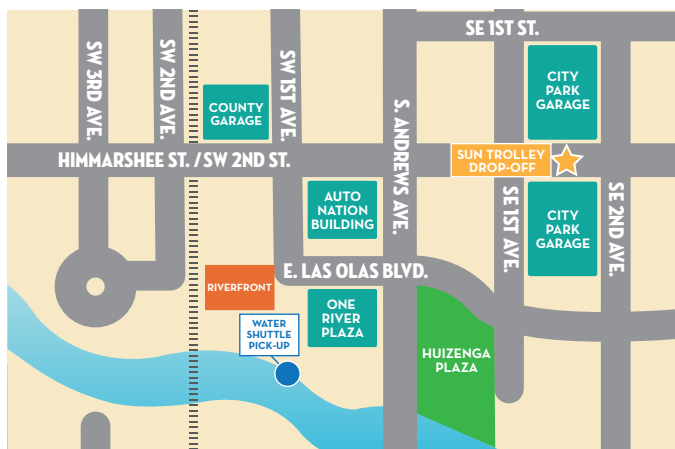 SE 1ST ST.
SW 3RD AVE.
SW 2ND AVE.
SW 1ST AVE.
S. ANDREWS AVE.
CITY
PARK
GARAGE
COUNTY
GARAGE
HIMMARSHEE ST. / SW 2ND ST.
SUN TROLLEY
DROP-OFF
AUTO
NATION
BUILDING
SE 1ST AVE.
CITY
PARK
GARAGE
SE 2ND AVE.
E. LAS OLAS BLVD.
RIVERFRONT
ONE
RIVER
PLAZA
WATER
SHUTTLE
PICK-UP
HUIZENGA
PLAZA